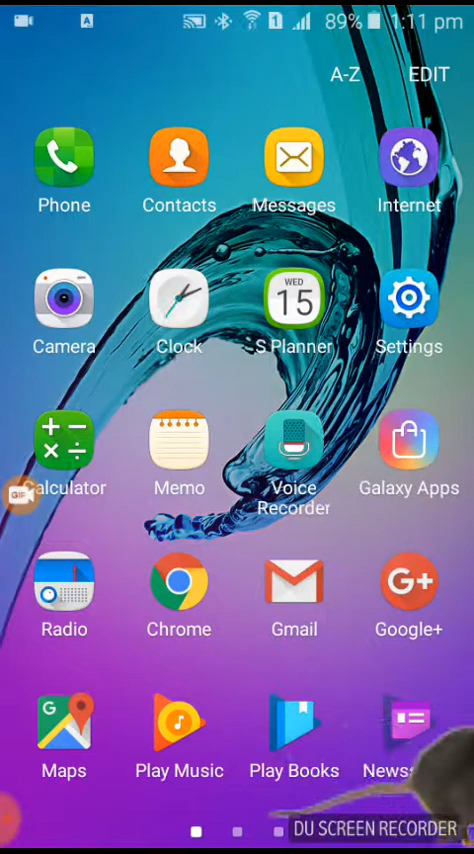 89% 1:11 pm
A-Z EDIT
Phone Contacts Messages Internet
WED
15
Camera Clock S Planner Settings
Calculator Memo Voice Recorder Galaxy Apps
GIF
Radio Chrome Gmail G+ Google+
G
Maps Play Music Play Books News
DU SCREEN RECORDER